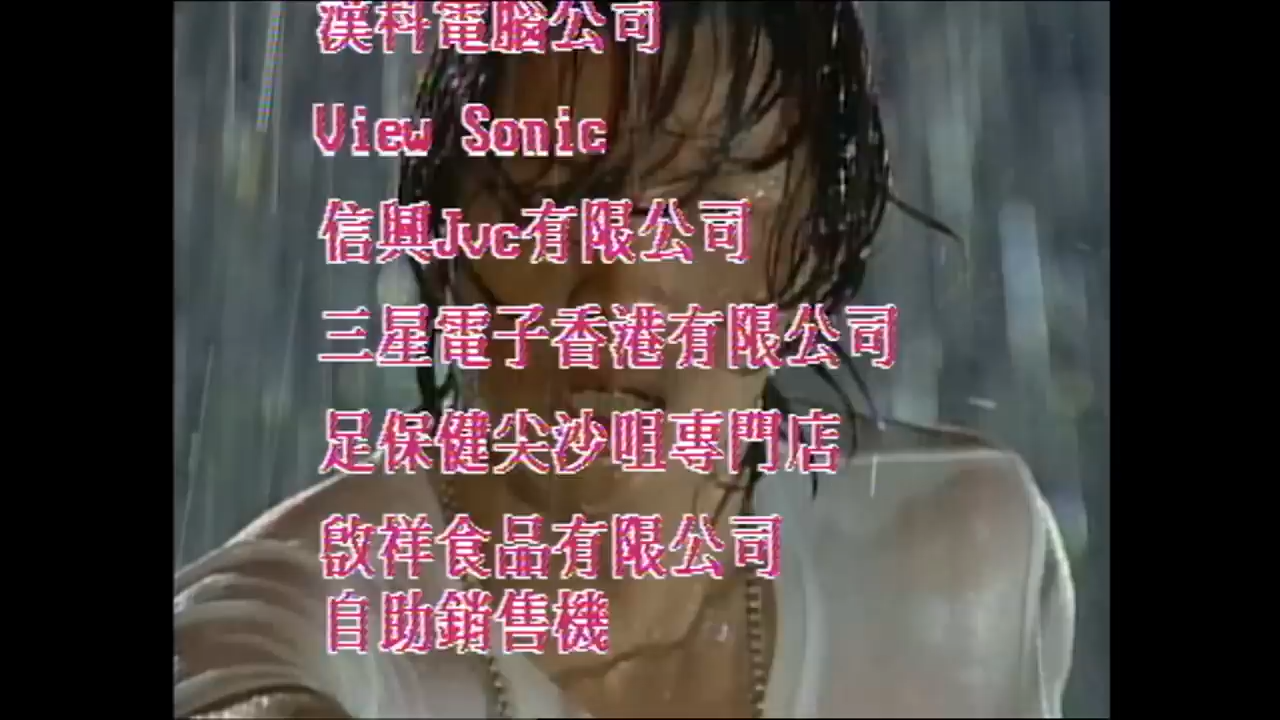 漢科電腦公司
View Sonic
信興Jvc有限公司
三星電子香港有限公司
足保健尖沙咀專門店
啟祥食品有限公司
自助銷售機